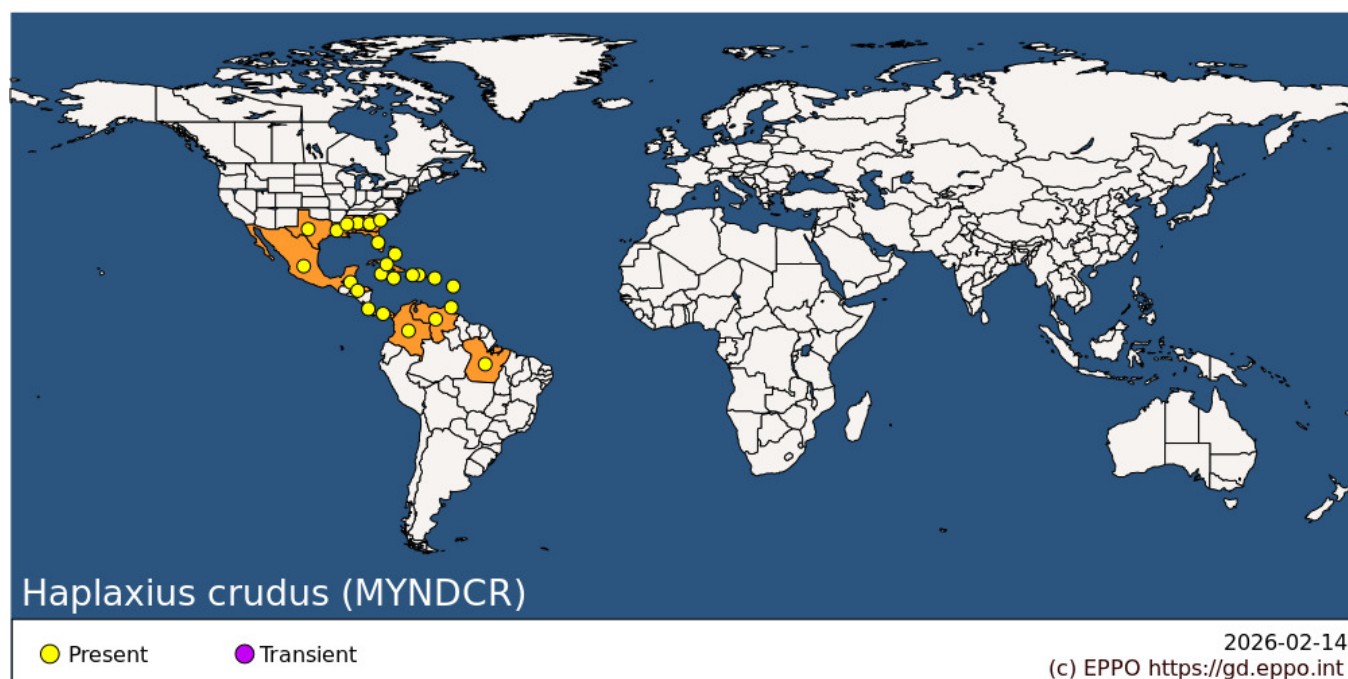 Haplaxius crudus (MYNDCR)
Present
Transient
2026-02-14
(c) EPPO https://gd.eppo.int